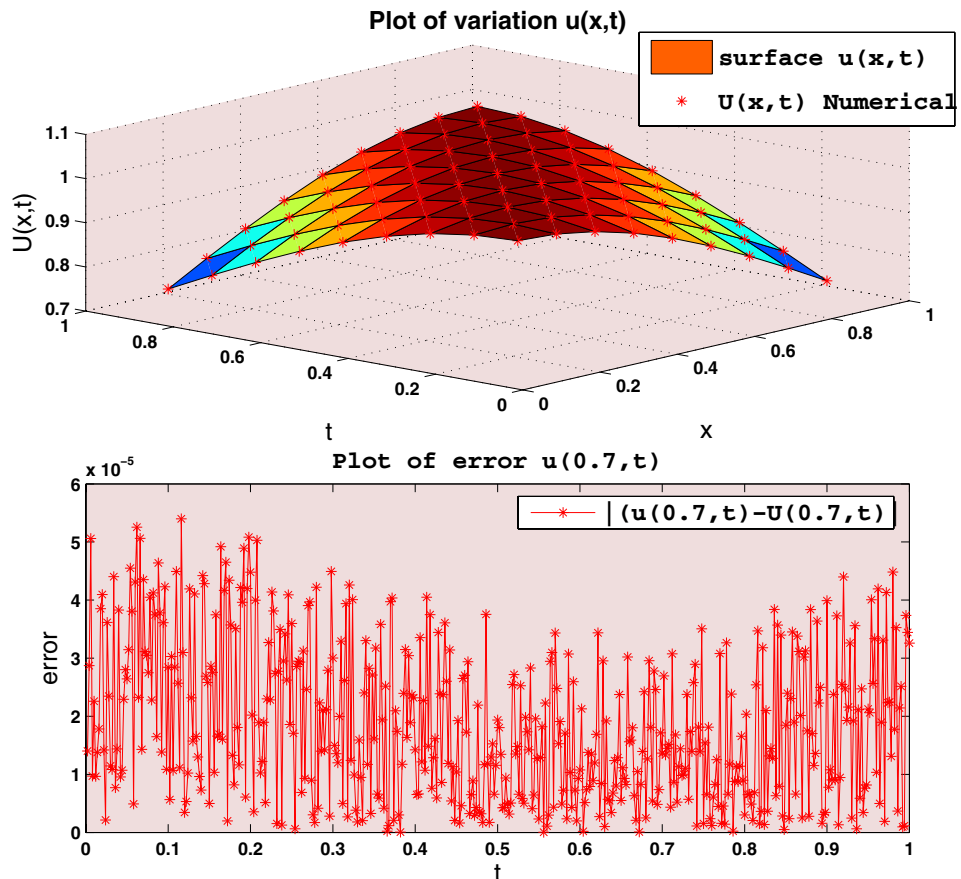 Plot of variation u(x,t)
surface u(x,t)
U(x,t) Numerical
1.1
1
0.9
0.8
0.7
U(x,t)
1
0.8
0.6
0.4
0.2
0
t
0
0.2
0.4
0.6
0.8
1
x
Plot of error u(0.7,t)
x 10^-5
|(u(0.7,t)-U(0.7,t)|
6
5
4
3
2
1
0
error
0 0.1 0.2 0.3 0.4 0.5 0.6 0.7 0.8 0.9 1
t